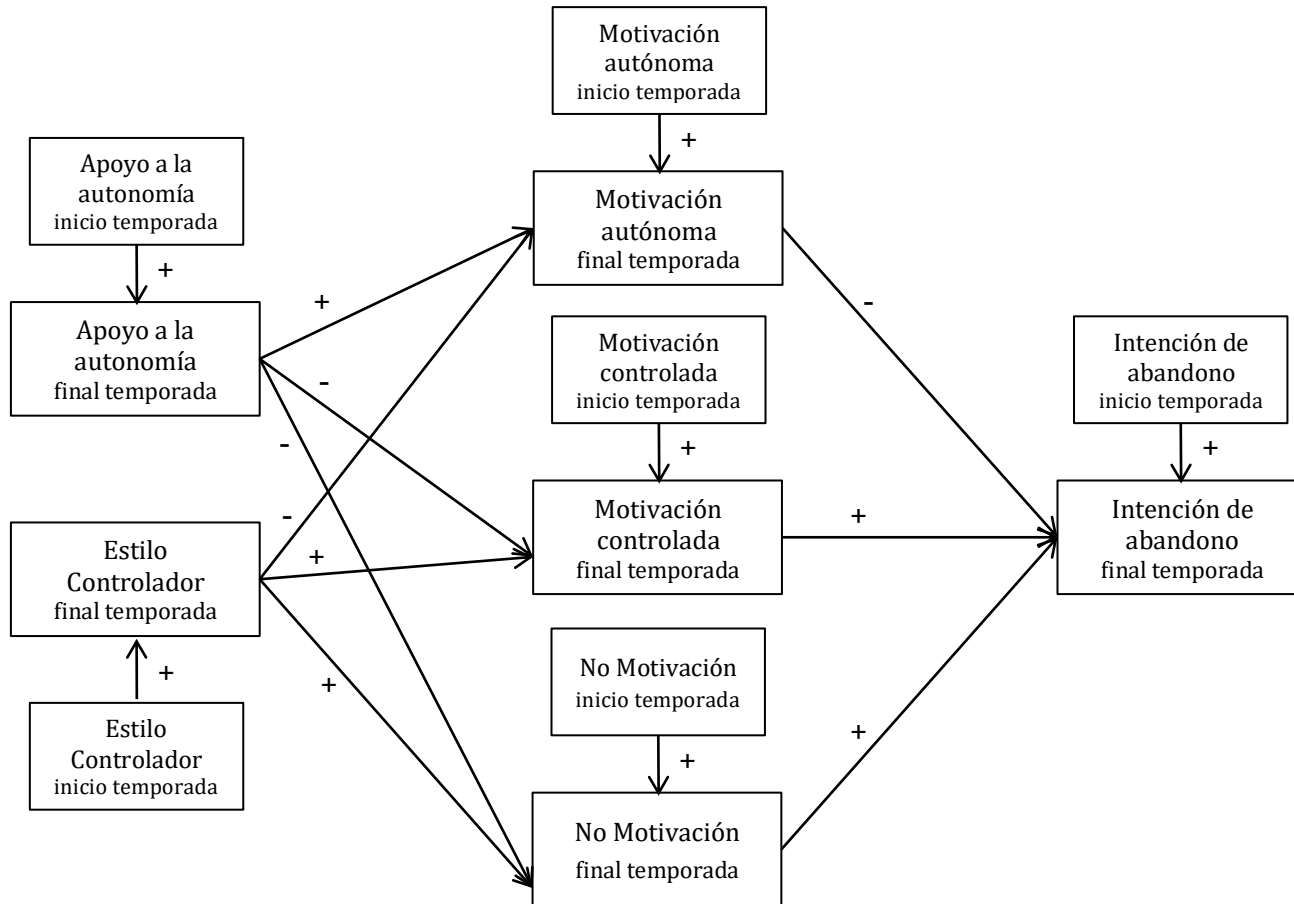 Motivación
autónoma
inicio temporada
+
Apoyo a la
autonomía
inicio temporada
+
Motivación
autónoma
final temporada
Apoyo a la
autonomía
final temporada
+
-
-
-
+
Motivación
controlada
inicio temporada
+
Motivación
controlada
final temporada
-
+
Intención de
abandono
inicio temporada
+
Intención de
abandono
final temporada
Estilo
Controlador
final temporada
+
+
Estilo
Controlador
inicio temporada
No Motivación
inicio temporada
+
+
No Motivación
final temporada